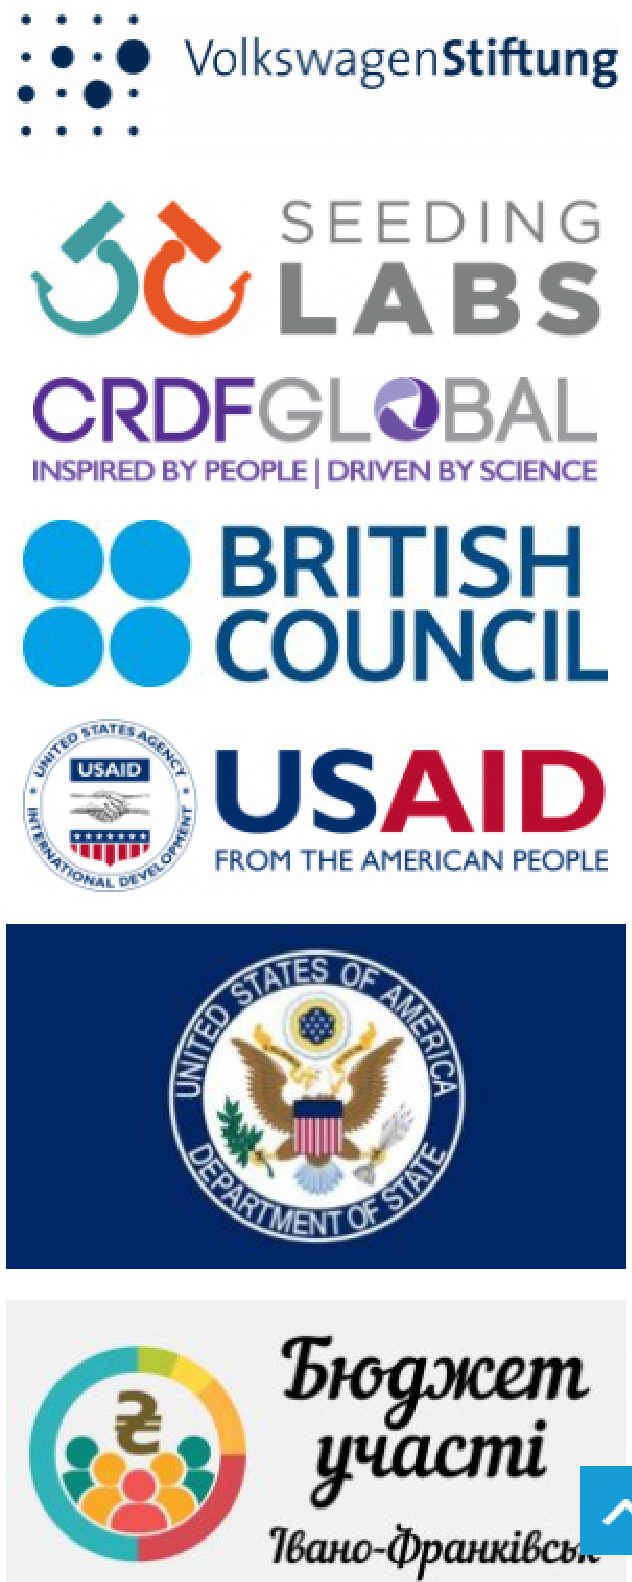 VolkswagenStiftung
SEEDING
LABS
CRDFGLOBAL
INSPIRED BY PEOPLE | DRIVEN BY SCIENCE
BRITISH
COUNCIL
UNITED STATES AGENCY
USAID
INTERNATIONAL DEVELOPMENT
USAID
FROM THE AMERICAN PEOPLE
UNITED STATES OF AMERICA
DEPARTMENT OF STATE
₴
Бюджет
участі
Івано-Франківськ